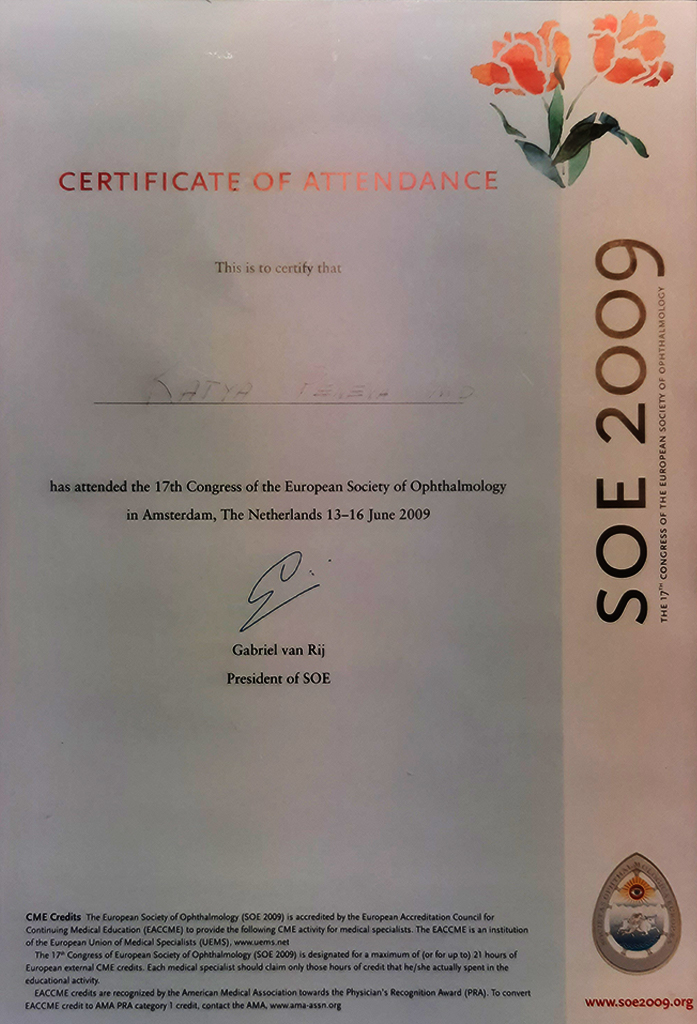 CERTIFICATE OF ATTENDANCE
This is to certify that
KATYA
has attended the 17th Congress of the European Society of Ophthalmology
in Amsterdam, The Netherlands 13–16 June 2009
Gabriel van Rij
President of SOE
CME Credits The European Society of Ophthalmology (SOE 2009) is accredited by the European Accreditation Council for
Continuing Medical Education (EACCME) to provide the following CME activity for medical specialists. The EACCME is an institution
of the European Union of Medical Specialists (UEMS), www.uems.net
The 17th Congress of European Society of Ophthalmology (SOE 2009) is designated for a maximum of (or for up to) 21 hours of
European external CME credits. Each medical specialist should claim only those hours of credit that he/she actually spent in the
educational activity.
EACCME credits are recognized by the American Medical Association towards the Physician's Recognition Award (PRA). To convert
EACCME credit to AMA PRA category 1 credit, contact the AMA, www.ama-assn.org
SOE 2009
THE 17TH CONGRESS OF THE EUROPEAN SOCIETY OF OPHTHALMOLOGY
www.soe2009.org